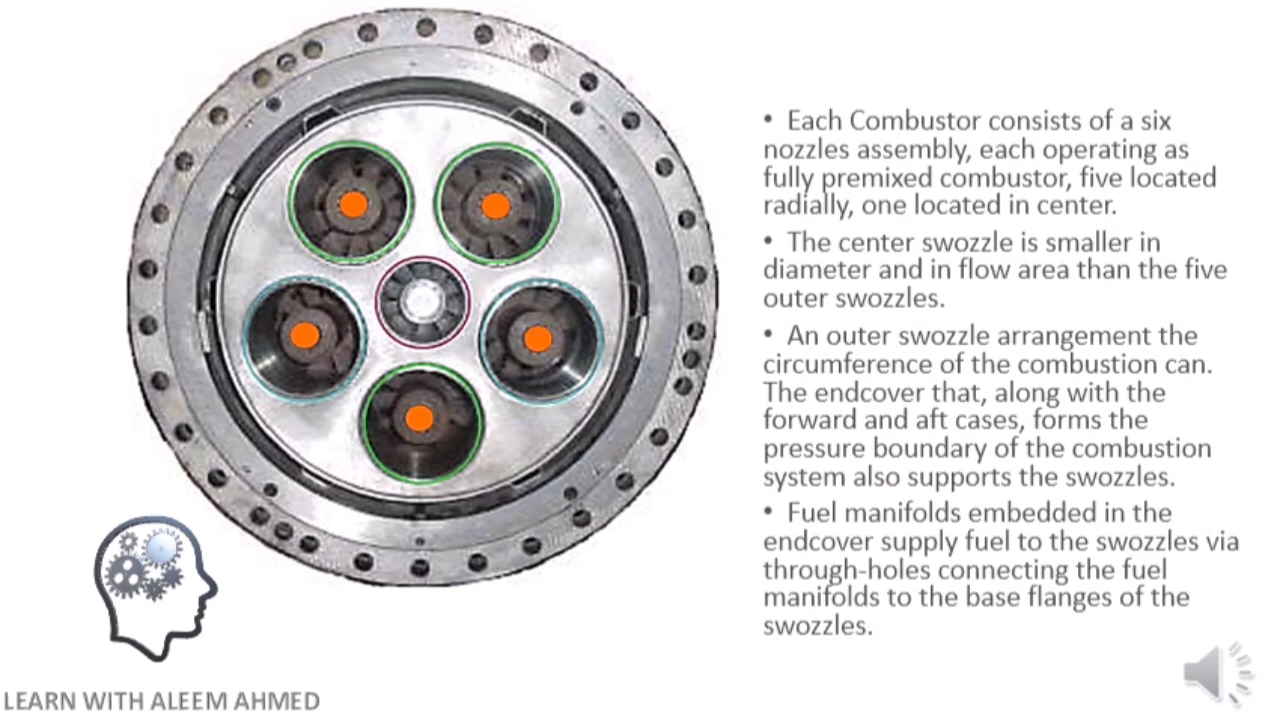 • Each Combustor consists of a six
nozzles assembly, each operating as
fully premixed combustor, five located
radially, one located in center.
• The center swozzle is smaller in
diameter and in flow area than the five
outer swozzles.
• An outer swozzle arrangement the
circumference of the combustion can.
The endcover that, along with the
forward and aft cases, forms the
pressure boundary of the combustion
system also supports the swozzles.
• Fuel manifolds embedded in the
endcover supply fuel to the swozzles via
through-holes connecting the fuel
manifolds to the base flanges of the
swozzles.
LEARN WITH ALEEM AHMED